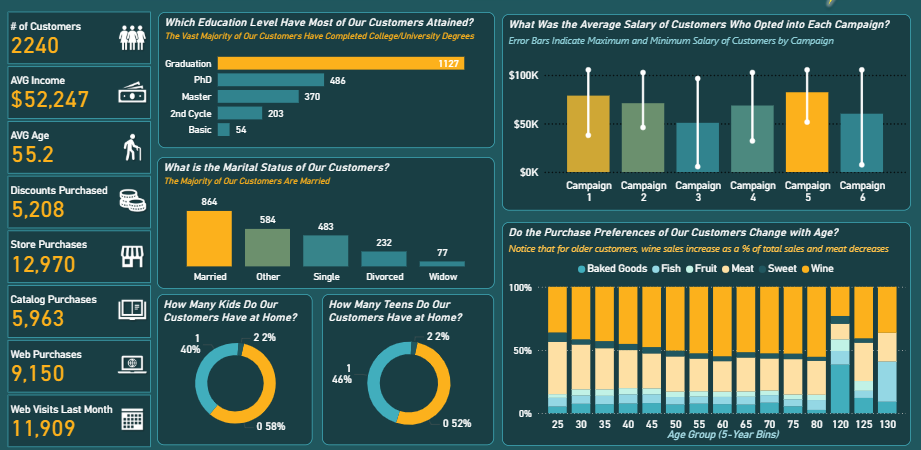 # of Customers
2240
AVG Income
$52,247
AVG Age
55.2
Discounts Purchased
5,208
Store Purchases
12,970
Catalog Purchases
5,963
Web Purchases
9,150
Web Visits Last Month
11,909
Which Education Level Have Most of Our Customers Attained?
The Vast Majority of Our Customers Have Completed College/University Degrees
Graduation 1127
PhD 486
Master 370
2nd Cycle 203
Basic 54
What is the Marital Status of Our Customers?
The Majority of Our Customers Are Married
864 584 483 232 77
Married Other Single Divorced Widow
How Many Kids Do Our
Customers Have at Home?
2 2%
1
40%
0 58%
How Many Teens Do Our
Customers Have at Home?
2 2%
1
46%
0 52%
What Was the Average Salary of Customers Who Opted into Each Campaign?
Error Bars Indicate Maximum and Minimum Salary of Customers by Campaign
$100K
$50K
$0K
Campaign 1
Campaign 2
Campaign 3
Campaign 4
Campaign 5
Campaign 6
Do the Purchase Preferences of Our Customers Change with Age?
Notice that for older customers, wine sales increase as a % of total sales and meat decreases
Baked Goods Fish Fruit Meat Sweet Wine
100%
50%
0%
25 30 35 40 45 50 55 60 65 70 75 80 120 125 130
Age Group (5-Year Bins)